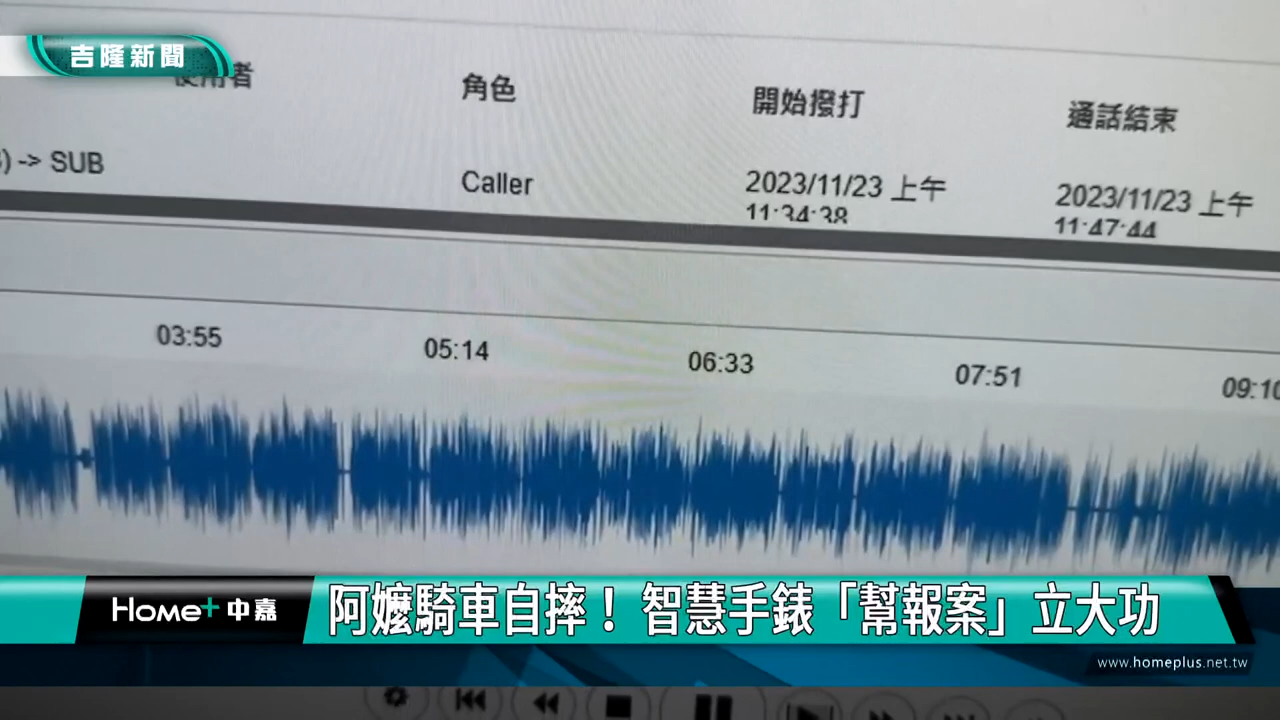 吉隆新聞
使用者
角色
開始撥打
通話結束
) -> SUB
Caller
2023/11/23 上午
11:34:38
2023/11/23 上午
11:47:44
03:55
05:14
06:33
07:51
09:10
Home+ 中嘉
阿嬤騎車自摔！ 智慧手錶「幫報案」立大功
www.homeplus.net.tw